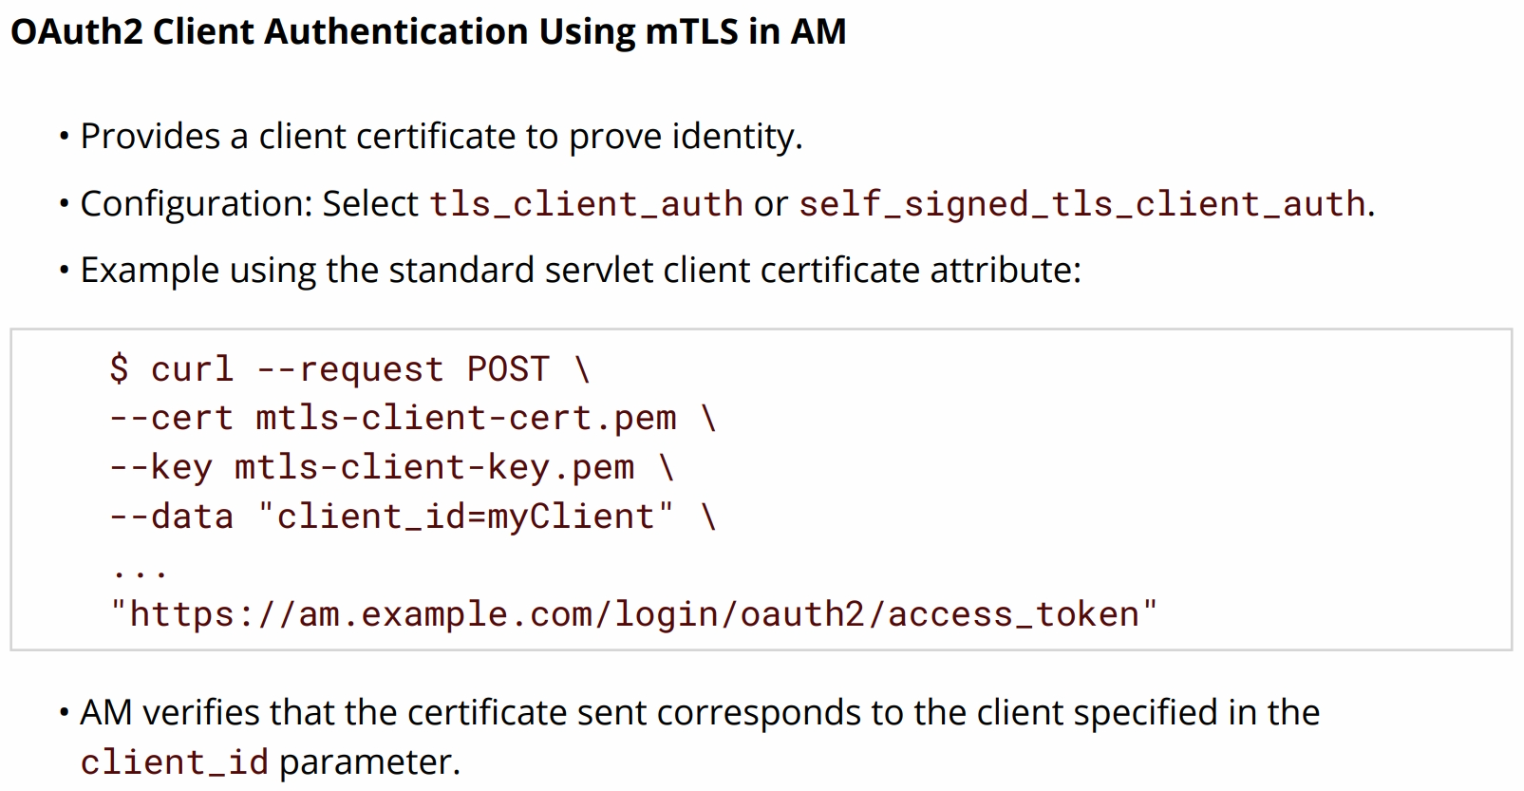 OAuth2 Client Authentication Using mTLS in AM
• Provides a client certificate to prove identity.
• Configuration: Select tls_client_auth or self_signed_tls_client_auth.
• Example using the standard servlet client certificate attribute:
$ curl --request POST \
--cert mtls-client-cert.pem \
--key mtls-client-key.pem \
--data "client_id=myClient" \
...
"https://am.example.com/login/oauth2/access_token"
• AM verifies that the certificate sent corresponds to the client specified in the
client_id parameter.